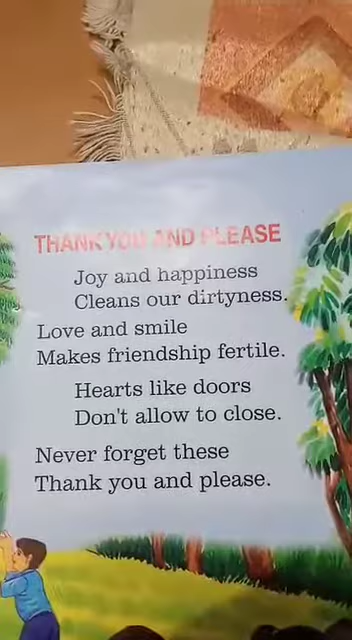 THANK YOU AND PLEASE
Joy and happiness
Cleans our dirtyness.
Love and smile
Makes friendship fertile.
Hearts like doors
Don't allow to close.
Never forget these
Thank you and please.